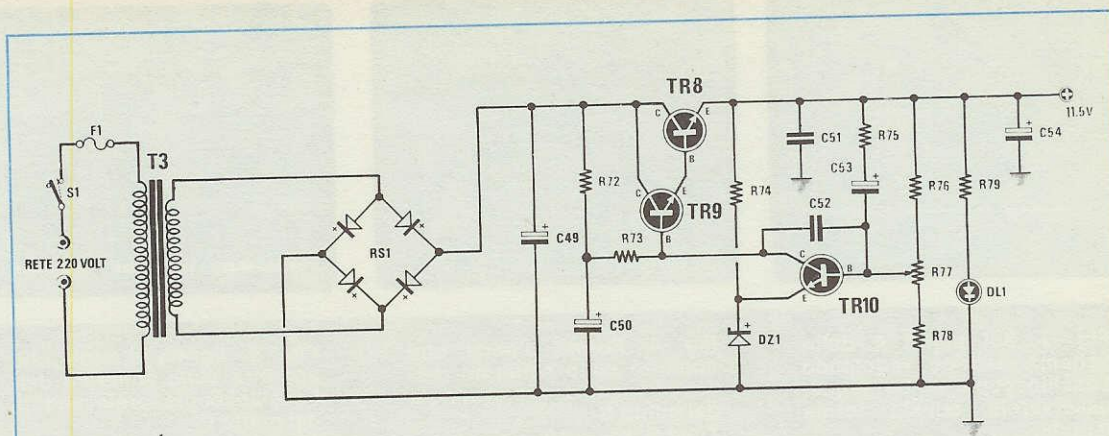 TR8
11.5V
F1
T3
C51
R75
C54
S1
C53
R72
R74
R76
R79
C
E
B
C
E
B
TR9
C52
RETE 220 VOLT
RS1
C49
R73
C
B
E
R77
DL1
TR10
C50
DZ1
R78